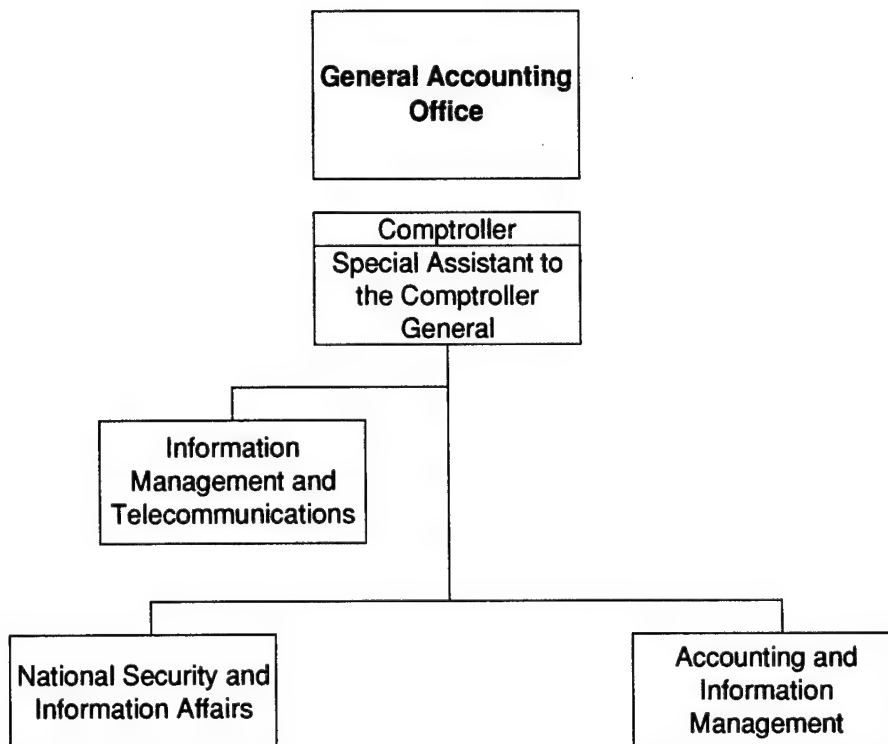 General Accounting
Office
Comptroller
Special Assistant to
the Comptroller
General
Information
Management and
Telecommunications
National Security and
Information Affairs
Accounting and
Information
Management